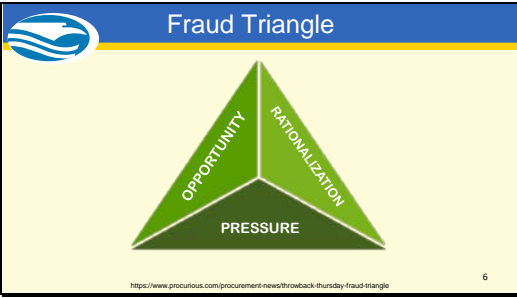 Fraud Triangle
OPPORTUNITY
RATIONALIZATION
PRESSURE
https://www.procurious.com/procurement-news/throwback-thursday-fraud-triangle
6